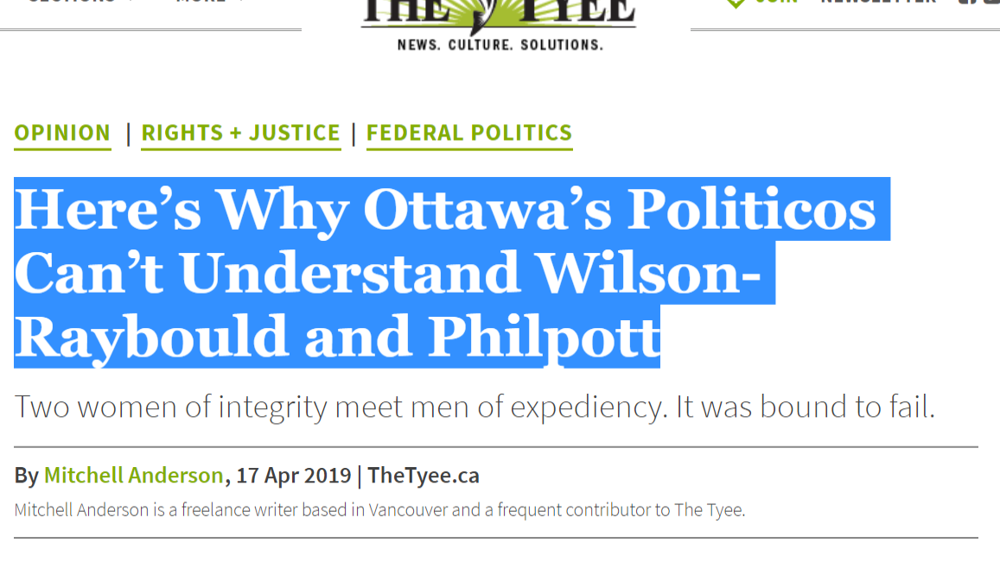 SECTIONS MORE
THE TYEE
JOIN NEWSLETTER
NEWS. CULTURE. SOLUTIONS.
OPINION | RIGHTS + JUSTICE | FEDERAL POLITICS
Here’s Why Ottawa’s Politicos
Can’t Understand Wilson-
Raybould and Philpott
Two women of integrity meet men of expediency. It was bound to fail.
By Mitchell Anderson, 17 Apr 2019 | TheTyee.ca
Mitchell Anderson is a freelance writer based in Vancouver and a frequent contributor to The Tyee.